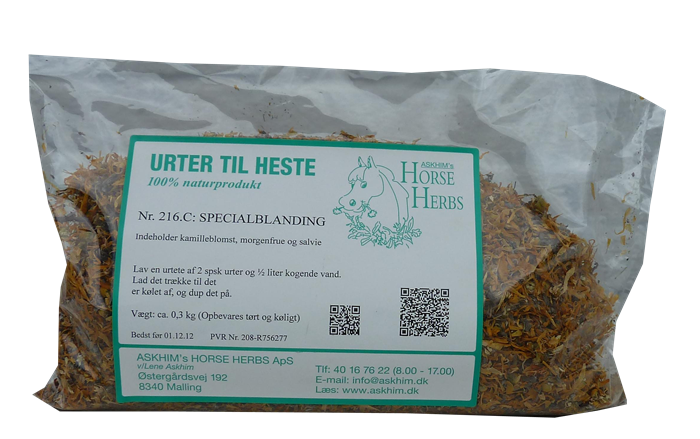 URTER TIL HESTE
100% naturprodukt
ASKHIM's
HORSE
HERBS
Nr. 216.C: SPECIALBLANDING
Indeholder kamilleblomst, morgenfrue og salvie
Lav en urtete af 2 spsk urter og ½ liter kogende vand.
Lad det trække til det
er kølet af, og dup det på.
Vægt: ca. 0,3 kg (Opbevares tørt og køligt)
Bedst før 01.12.12 PVR Nr. 208-R756277
ASKHIM's HORSE HERBS ApS
v/Lene Askhim
Østergårdsvej 192
8340 Malling
Tlf: 40 16 76 22 (8.00 - 17.00)
E-mail: info@askhim.dk
Læs: www.askhim.dk